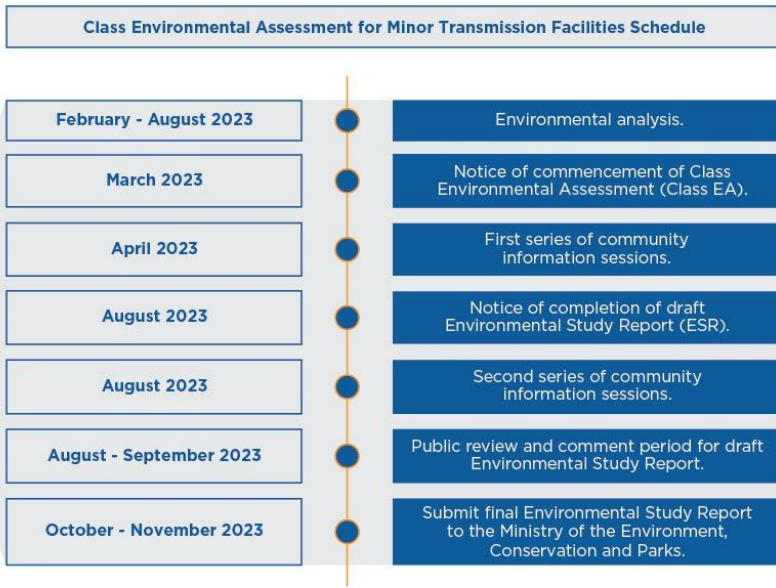 Class Environmental Assessment for Minor Transmission Facilities Schedule
February - August 2023
Environmental analysis.
March 2023
Notice of commencement of Class
Environmental Assessment (Class EA).
April 2023
First series of community
information sessions.
August 2023
Notice of completion of draft
Environmental Study Report (ESR).
August 2023
Second series of community
information sessions.
August - September 2023
Public review and comment period for draft
Environmental Study Report.
October - November 2023
Submit final Environmental Study Report
to the Ministry of the Environment,
Conservation and Parks.